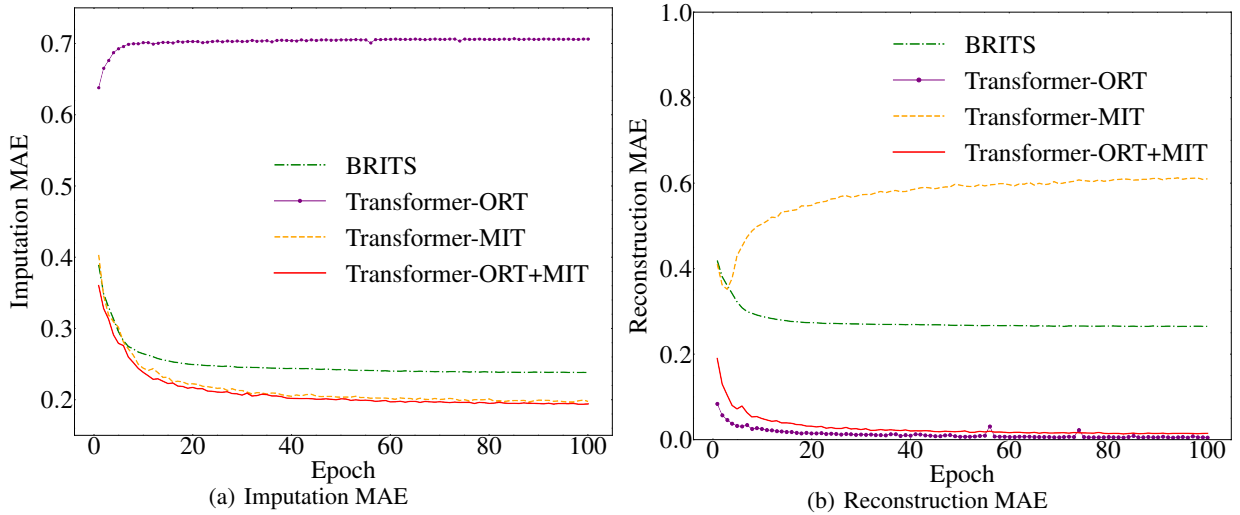 0.7
0.6
0.5
0.4
0.3
0.2
Imputation MAE
BRITS
Transformer-ORT
Transformer-MIT
Transformer-ORT+MIT
0 20 40 60 80 100
Epoch
(a) Imputation MAE
1.0
0.8
0.6
0.4
0.2
0.0
Reconstruction MAE
BRITS
Transformer-ORT
Transformer-MIT
Transformer-ORT+MIT
0 20 40 60 80 100
Epoch
(b) Reconstruction MAE